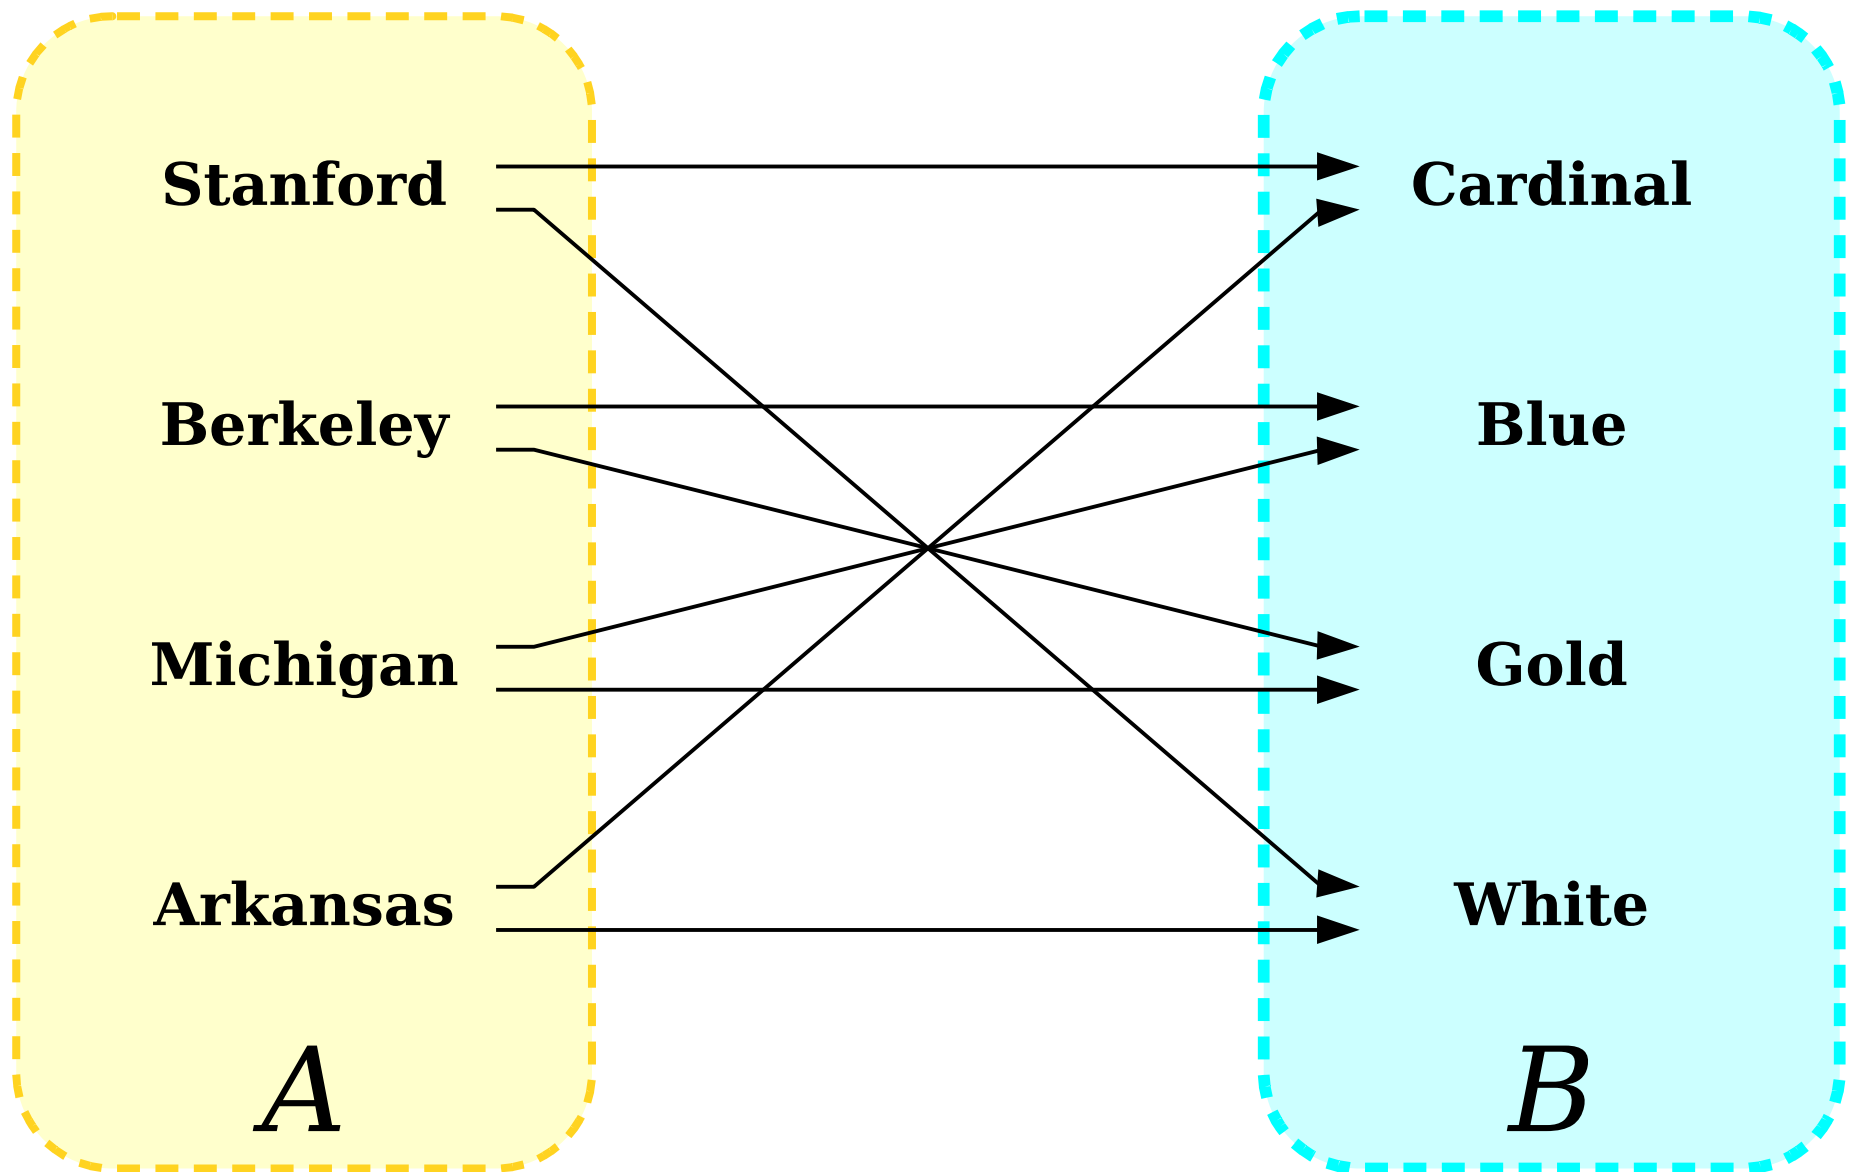 Stanford Cardinal
Berkeley Blue
Michigan Gold
Arkansas White
A B